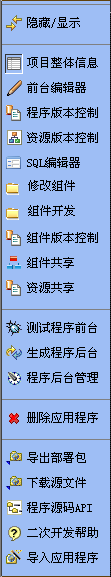 隐藏/显示
项目整体信息
前台编辑器
程序版本控制
资源版本控制
SQL编辑器
修改组件
组件开发
组件版本控制
组件共享
资源共享
测试程序前台
生成程序后台
程序后台管理
删除应用程序
导出部署包
下载源文件
程序源码API
二次开发帮助
导入应用程序